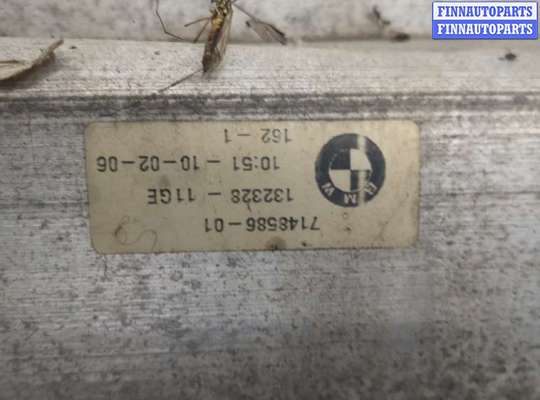 FINNAUTOPARTS
FINNAUTOPARTS
7148586-01
132328 - 11GE
10:51 - 10-02-06
162 - 1
BMW